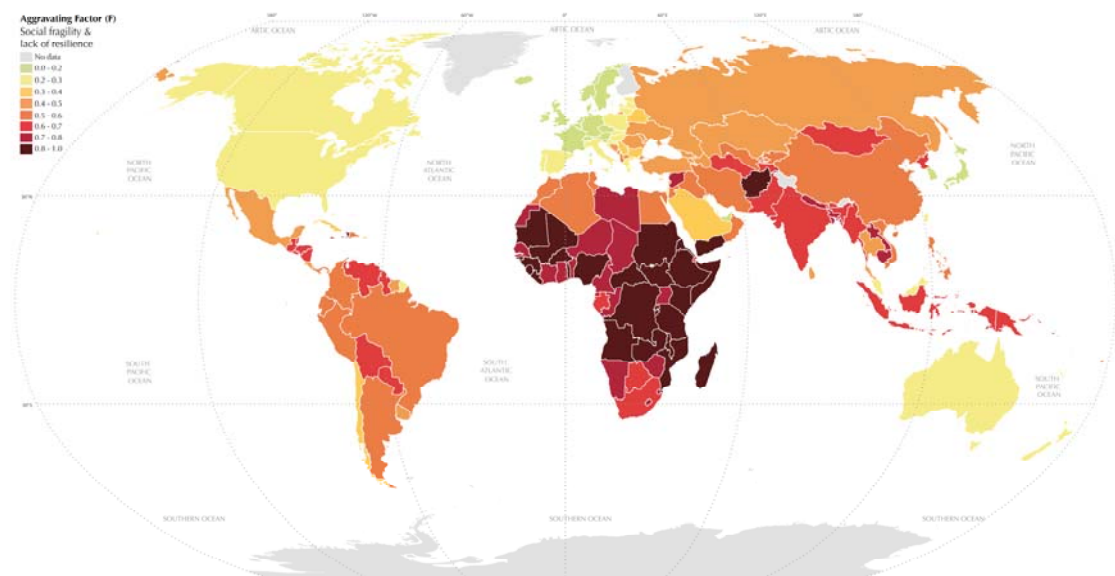 Aggravating Factor (F)
Social fragility &
lack of resilience
No data
0.0 - 0.2
0.2 - 0.3
0.3 - 0.4
0.4 - 0.5
0.5 - 0.6
0.6 - 0.7
0.7 - 0.8
0.8 - 1.0
ARTIC OCEAN
ARTIC OCEAN
ARTIC OCEAN
NORTH
PACIFIC
OCEAN
NORTH
ATLANTIC
OCEAN
NORTH
PACIFIC
OCEAN
SOUTH
PACIFIC
OCEAN
SOUTH
ATLANTIC
OCEAN
SOUTH
PACIFIC
OCEAN
SOUTHERN OCEAN
SOUTHERN OCEAN
SOUTHERN OCEAN